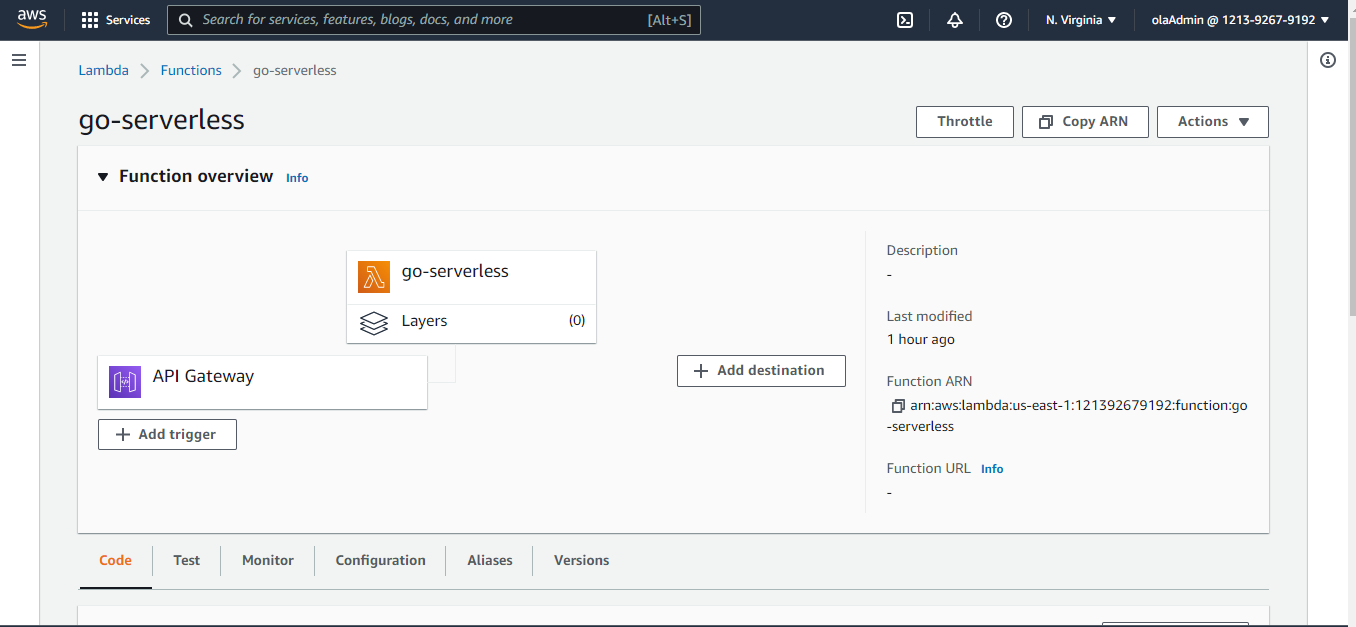 aws Services Search for services, features, blogs, docs, and more [Alt+S] N. Virginia ▼ olaAdmin @ 1213-9267-9192 ▼
Lambda > Functions > go-serverless
go-serverless
Throttle Copy ARN Actions ▼
▼ Function overview Info
go-serverless
Layers (0)
API Gateway
+ Add trigger
+ Add destination
Description
-
Last modified
1 hour ago
Function ARN
arn:aws:lambda:us-east-1:121392679192:function:go
-serverless
Function URL Info
-
Code Test Monitor Configuration Aliases Versions